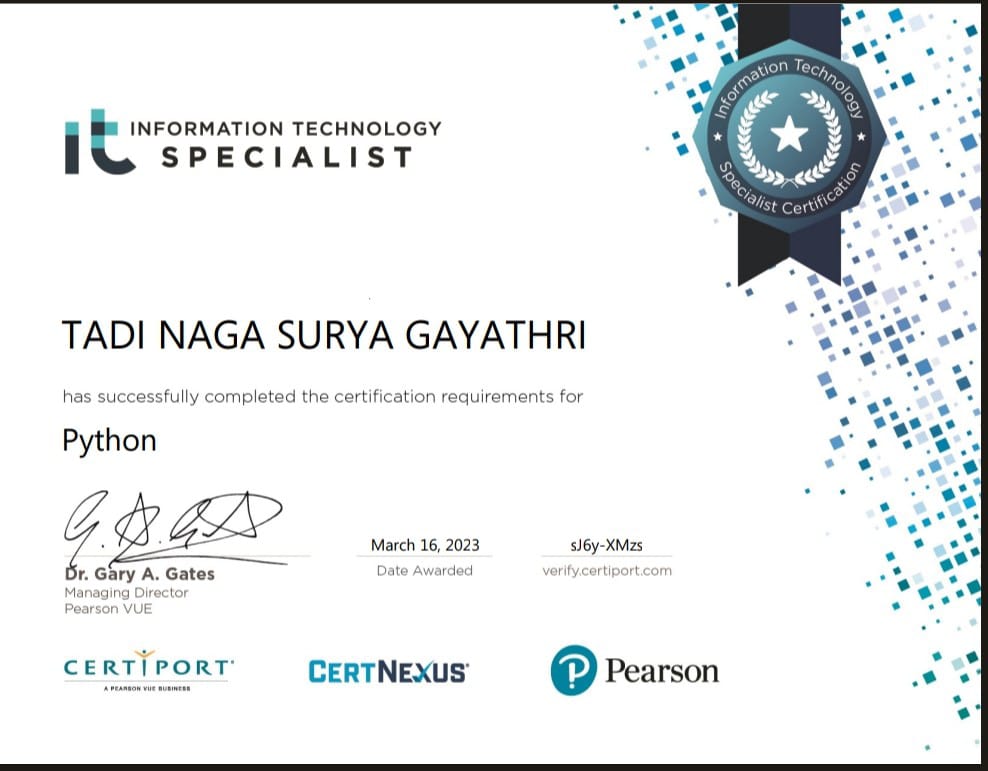 it INFORMATION TECHNOLOGY
SPECIALIST
Information Technology
Specialist Certification
TADI NAGA SURYA GAYATHRI
has successfully completed the certification requirements for
Python
G. A. Gates
Dr. Gary A. Gates
Managing Director
Pearson VUE
March 16, 2023
Date Awarded
sJ6y-XMzs
verify.certiport.com
CERTIPORT
A PEARSON VUE BUSINESS
CERTNEXUS
P Pearson